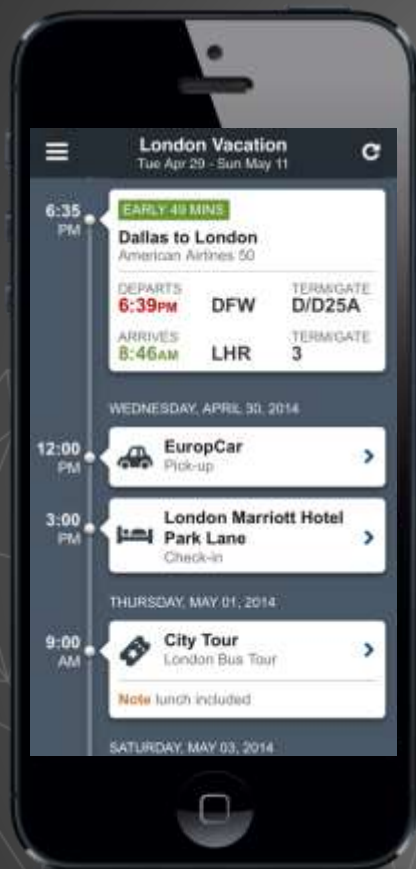 London Vacation
Tue Apr 29 - Sun May 11
6:35
PM
EARLY 49 MINS
Dallas to London
American Airlines 50
DEPARTS TERM/GATE
6:39PM DFW D/D25A
ARRIVES TERM/GATE
8:46AM LHR 3
WEDNESDAY, APRIL 30, 2014
12:00
PM
EuropCar
Pick-up
3:00
PM
London Marriott Hotel
Park Lane
Check-in
THURSDAY, MAY 01, 2014
9:00
AM
City Tour
London Bus Tour
Note lunch included
SATURDAY, MAY 03, 2014